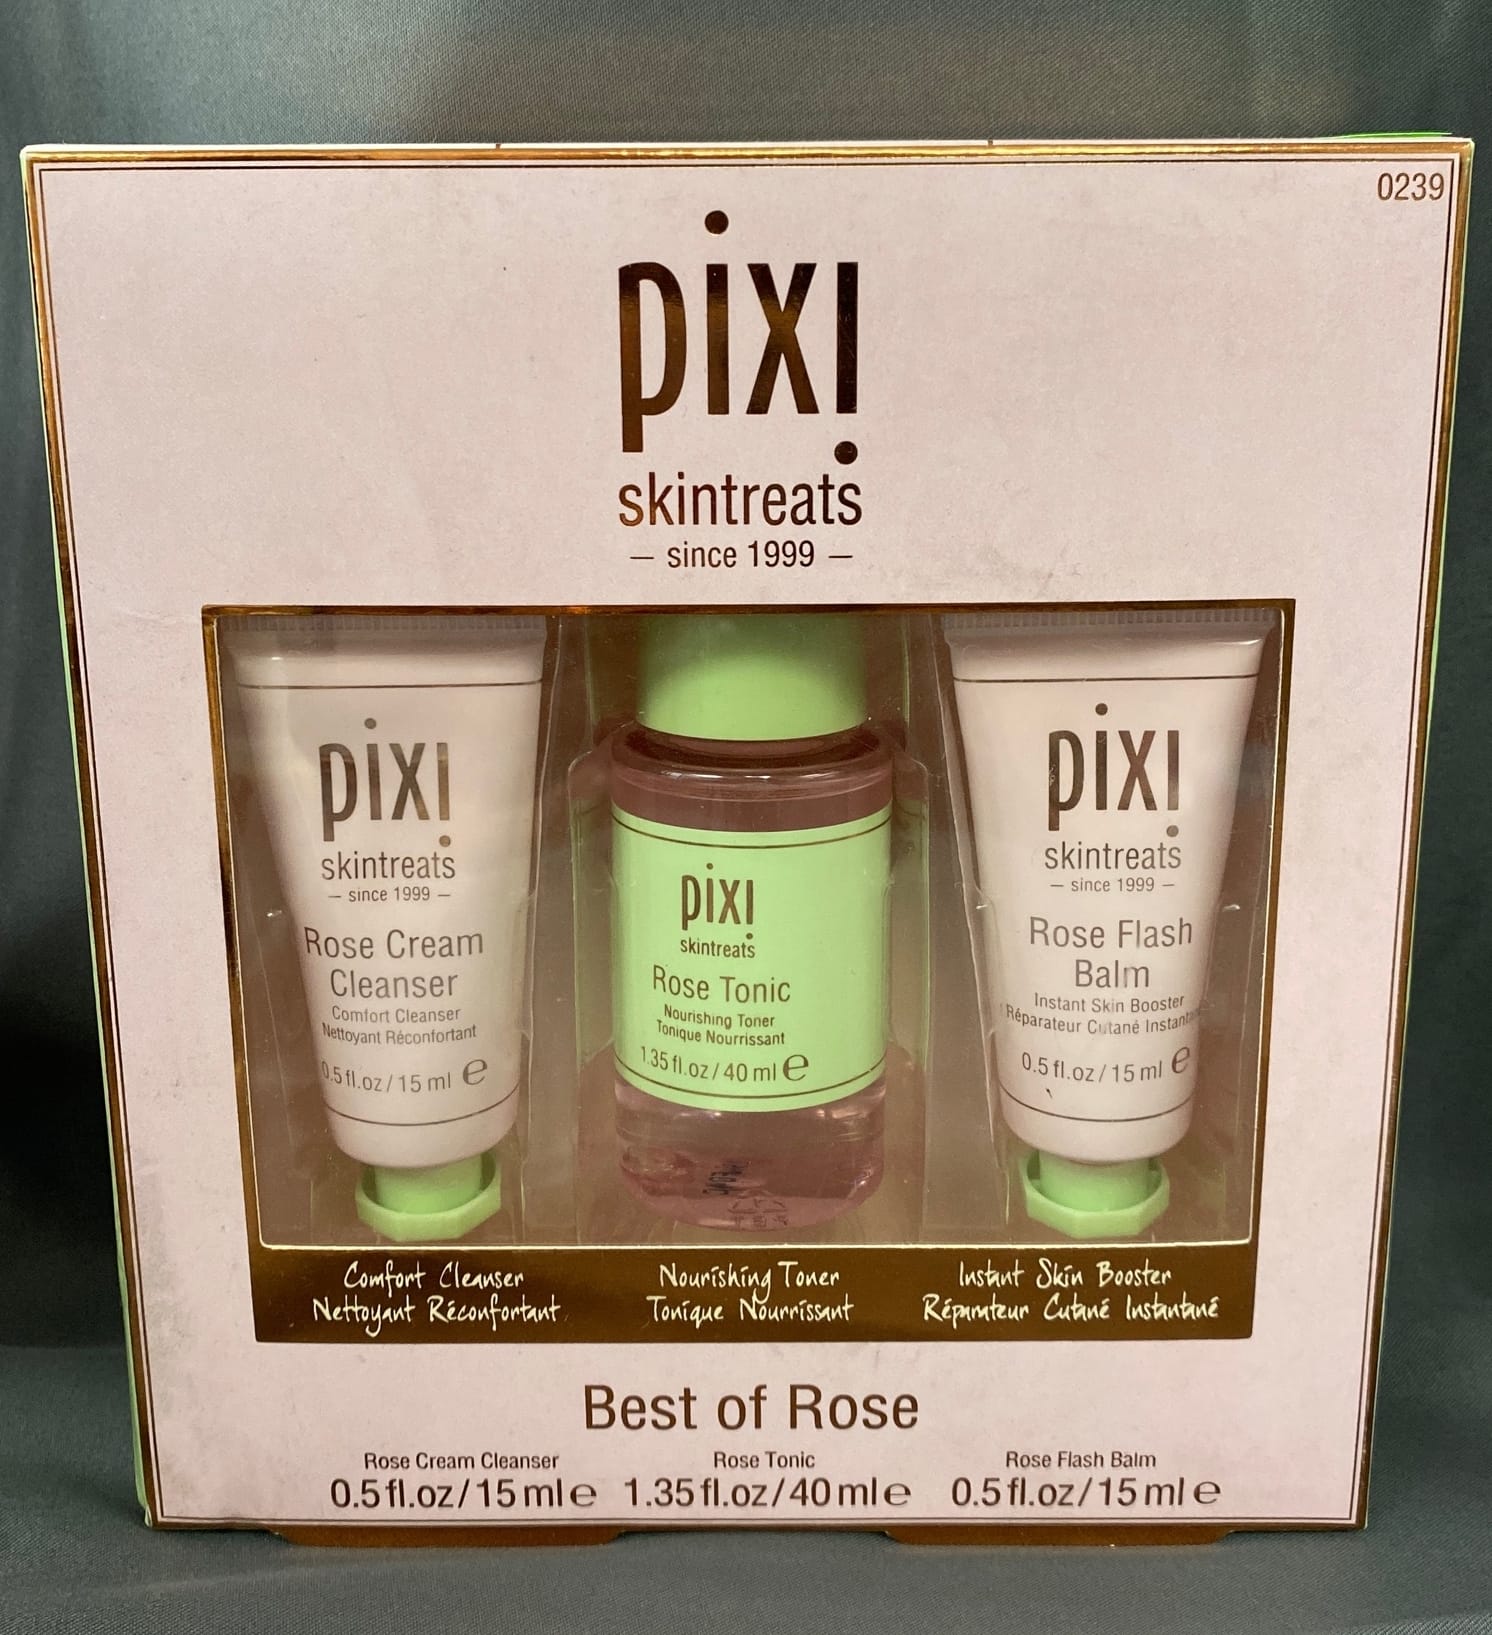 0239
pixi
skintreats
– since 1999 –
pixi
skintreats
– since 1999 –
Rose Cream
Cleanser
Comfort Cleanser
Nettoyant Réconfortant
0.5 fl.oz / 15 ml e
pixi
skintreats
Rose Tonic
Nourishing Toner
Tonique Nourrissant
1.35 fl.oz / 40 ml e
pixi
skintreats
– since 1999 –
Rose Flash
Balm
Instant Skin Booster
Réparateur Cutané Instantané
0.5 fl.oz / 15 ml e
Comfort Cleanser
Nettoyant Réconfortant
Nourishing Toner
Tonique Nourrissant
Instant Skin Booster
Réparateur Cutané Instantané
Best of Rose
Rose Cream Cleanser
0.5 fl.oz / 15 ml e
Rose Tonic
1.35 fl.oz / 40 ml e
Rose Flash Balm
0.5 fl.oz / 15 ml e